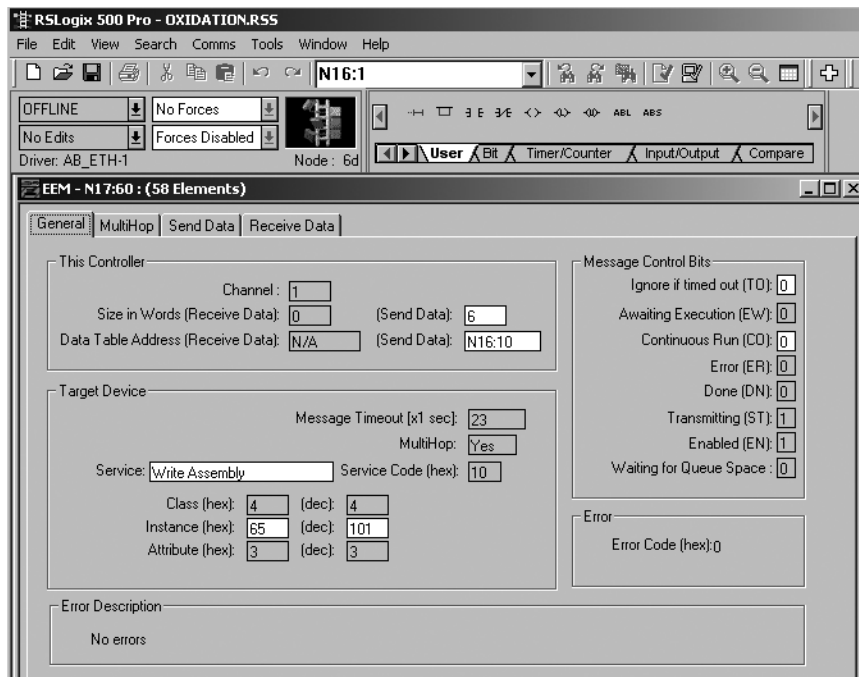 RSLogix 500 Pro - OXIDATION.RSS
File Edit View Search Comms Tools Window Help
N16:1
OFFLINE No Forces
No Edits Forces Disabled
Driver: AB_ETH-1 Node : 6d
ABL ABS
User Bit Timer/Counter Input/Output Compare
EEM - N17:60 : (58 Elements)
General MultiHop Send Data Receive Data
This Controller
Channel : 1
Size in Words (Receive Data): 0 (Send Data): 6
Data Table Address (Receive Data): N/A (Send Data): N16:10
Target Device
Message Timeout [x1 sec]: 23
MultiHop: Yes
Service: Write Assembly Service Code (hex): 10
Class (hex): 4 (dec): 4
Instance (hex): 65 (dec): 101
Attribute (hex): 3 (dec): 3
Message Control Bits
Ignore if timed out (TO): 0
Awaiting Execution (EW): 0
Continuous Run (CO): 0
Error (ER): 0
Done (DN): 0
Transmitting (ST): 1
Enabled (EN): 1
Waiting for Queue Space : 0
Error
Error Code (hex):0
Error Description
No errors